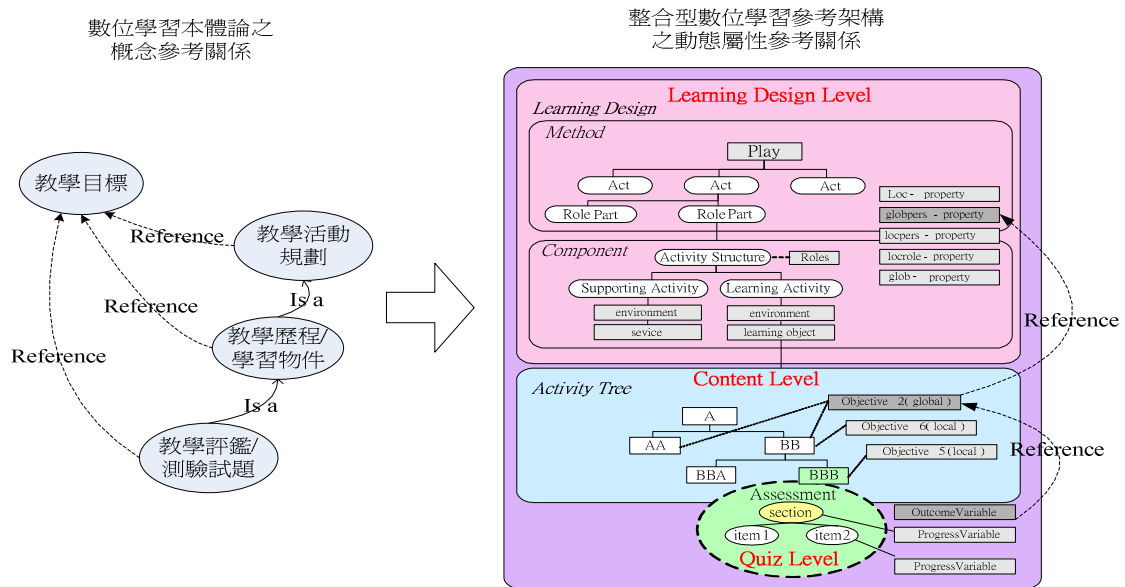 數位學習本體論之
概念參考關係
教學目標
Reference
教學活動
規劃
Is a
Reference
教學歷程/
學習物件
Reference
Is a
教學評鑑/
測驗試題
整合型數位學習參考架構
之動態屬性參考關係
Learning Design Level
Learning Design
Method
Play
Act
Act
Act
Role Part
Role Part
Loc- property
globpers - property
locpers - property
locrole - property
glob- property
Component
Activity Structure
Roles
Supporting Activity
Learning Activity
environment
environment
sevice
learning object
Reference
Content Level
Activity Tree
Objective 2( global )
A
Objective 6( local )
AA
BB
Objective 5 (local )
Reference
BBA
BBB
Assessment
section
OutcomeVariable
item1
item2
ProgressVariable
Quiz Level
ProgressVariable